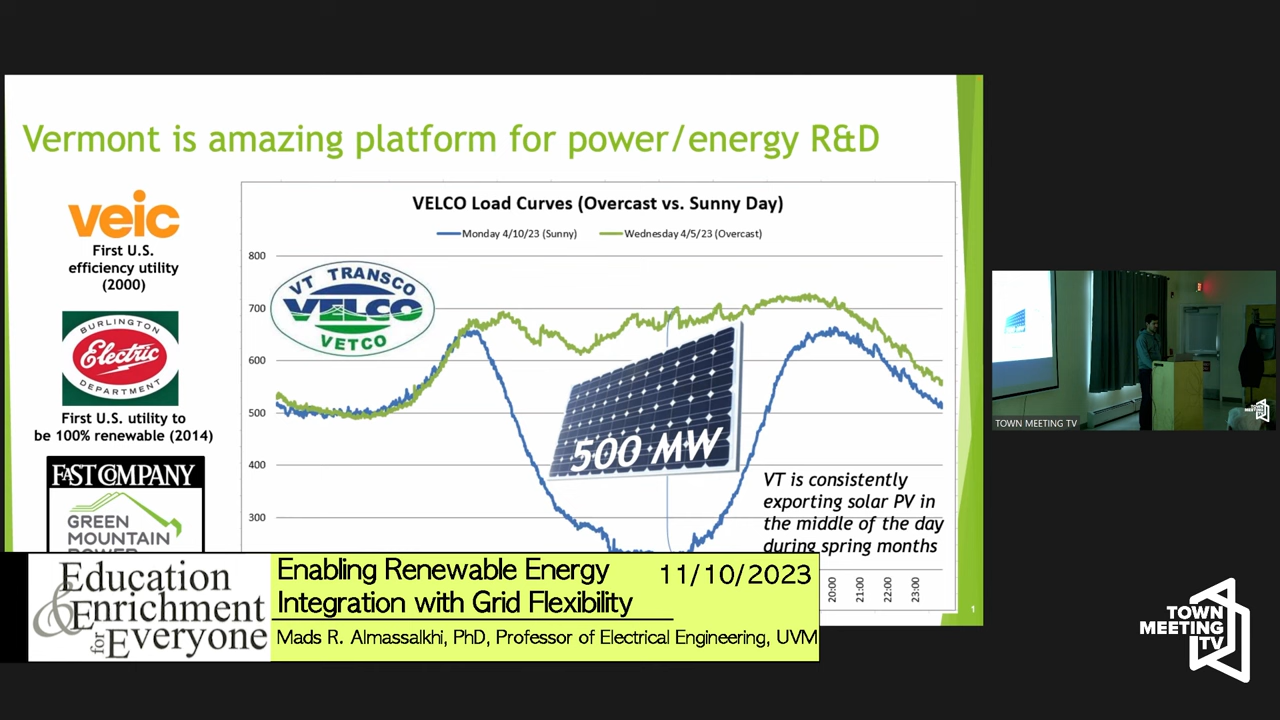 Vermont is amazing platform for power/energy R&D
veic
First U.S.
efficiency utility
(2000)
BURLINGTON
Electric
DEPARTMENT
First U.S. utility to
be 100% renewable (2014)
FAST COMPANY
GREEN
MOUNTAIN
POWER
VELCO Load Curves (Overcast vs. Sunny Day)
Monday 4/10/23 (Sunny)
Wednesday 4/5/23 (Overcast)
800
700
600
500
400
300
VT TRANSCO
VELCO
VETCO
500 MW
VT is consistently
exporting solar PV in
the middle of the day
during spring months
20:00
21:00
22:00
23:00
1
Education
& Enrichment
for Everyone
Enabling Renewable Energy
Integration with Grid Flexibility
11/10/2023
Mads R. Almassalkhi, PhD, Professor of Electrical Engineering, UVM
TOWN MEETING TV
TOWN
MEETING
TV
TOWN
MEETING
TV